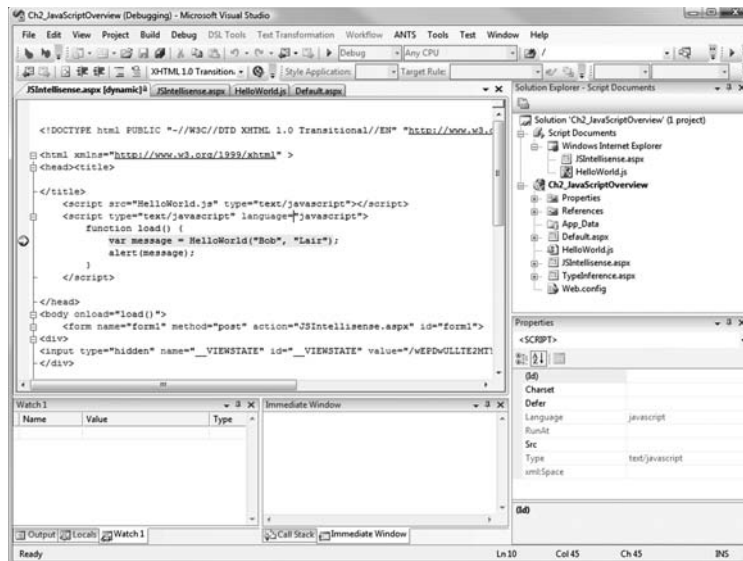 Ch2_JavaScriptOverview (Debugging) - Microsoft Visual Studio
File Edit View Project Build Debug DSL Tools Text Transformation Workflow ANTS Tools Test Window Help
Debug Any CPU /
XHTML 1.0 Transition. Style Application: Target Rule:
JSIntellisense.aspx [dynamic] JSIntellisense.aspx HelloWorld.js Default.aspx
<!DOCTYPE html PUBLIC "-//W3C//DTD XHTML 1.0 Transitional//EN" "http://www.w3.o
<html xmlns="http://www.w3.org/1999/xhtml" >
<head><title>
</title>
<script src="HelloWorld.js" type="text/javascript"></script>
<script type="text/javascript" language="javascript">
function load() {
var message = HelloWorld("Bob", "Lair");
alert(message);
}
</script>
</head>
<body onload="load()">
<form name="form1" method="post" action="JSIntellisense.aspx" id="form1">
<div>
<input type="hidden" name="__VIEWSTATE" id="__VIEWSTATE" value="/wEPDwULLTE2MTY
</div>
Solution Explorer - Script Documents
Solution 'Ch2_JavaScriptOverview' (1 project)
Script Documents
Windows Internet Explorer
JSIntellisense.aspx
HelloWorld.js
Ch2_JavaScriptOverview
Properties
References
App_Data
Default.aspx
HelloWorld.js
JSIntellisense.aspx
TypeInference.aspx
Web.config
Properties
<SCRIPT>
(Id)
Charset
Defer
Language javascript
RunAt
Src
Type text/javascript
xml:Space
(Id)
Watch 1
Name Value Type
Immediate Window
Output Locals Watch 1
Call Stack Immediate Window
Ready Ln 10 Col 45 Ch 45 INS